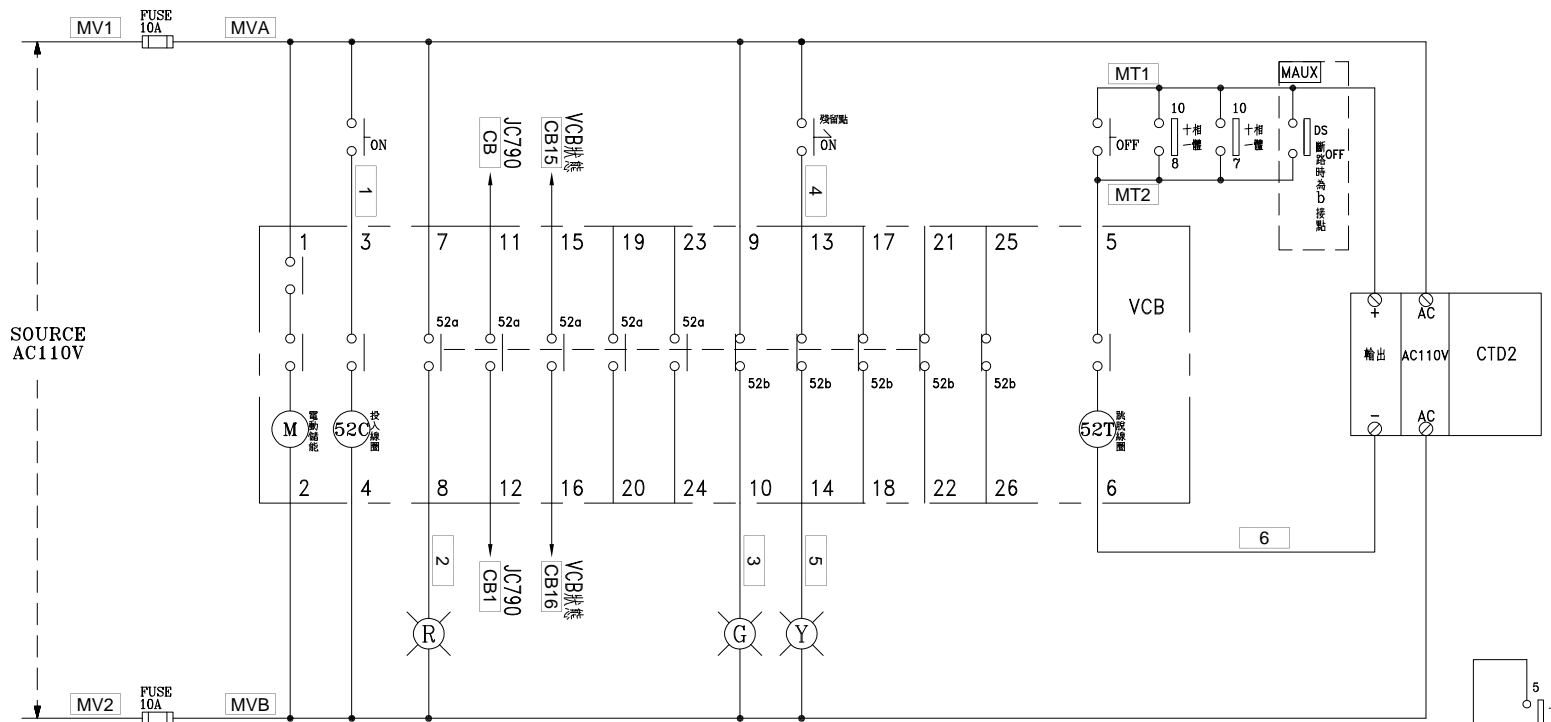 MV1
FUSE
10A
MVA
SOURCE
AC110V
ON
1
JC790
CB
VCB狀態
CB15
殘留點
ON
4
MT1
OFF
10
十相一體
8
10
十相一體
7
MAUX
DS
OFF
斷路時為b接點
MT2
1
3
7
11
15
19
23
9
13
17
21
25
5
VCB
52a
52a
52a
52a
52a
52b
52b
52b
52b
52b
M
電動儲能
52C
投入線圈
52T
跳脫線圈
2
4
8
12
16
20
24
10
14
18
22
26
6
+
AC
輸出
AC110V
CTD2
-
AC
6
2
JC790
CB1
VCB狀態
CB16
3
5
R
G
Y
MV2
FUSE
10A
MVB
5